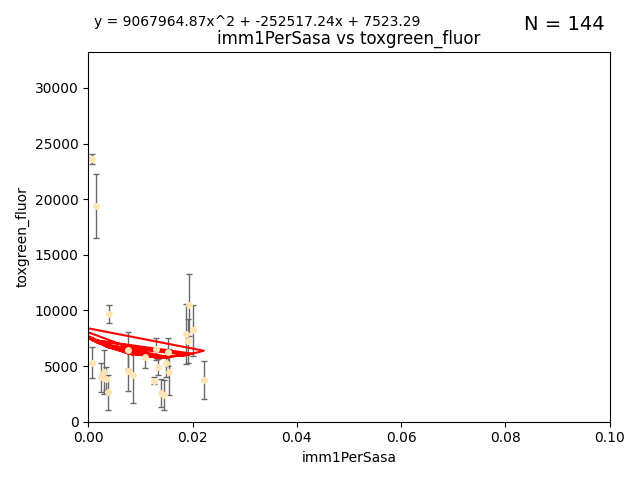 y = 9067964.87x^2 + -252517.24x + 7523.29
N = 144
imm1PerSasa vs toxgreen_fluor
30000
25000
20000
15000
10000
5000
0
toxgreen_fluor
0.00 0.02 0.04 0.06 0.08 0.10
imm1PerSasa